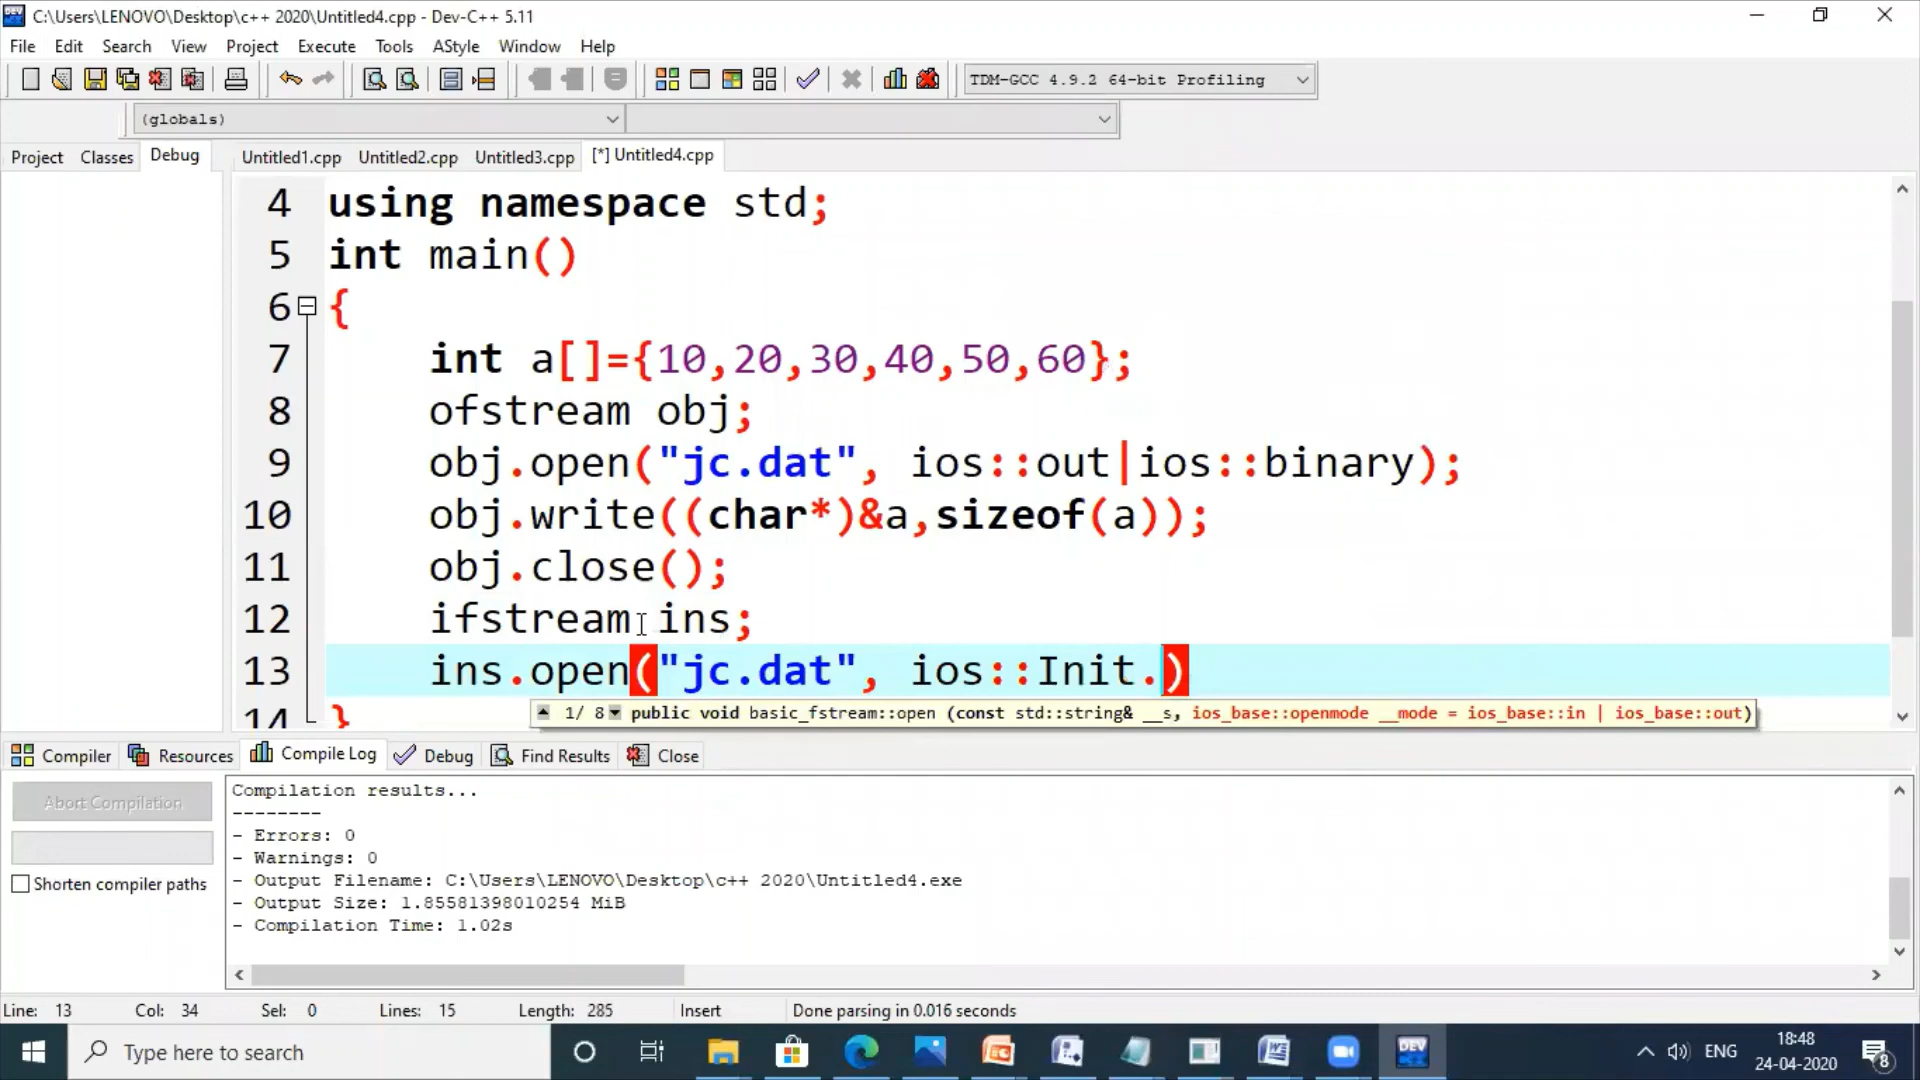 C:\Users\LENOVO\Desktop\c++ 2020\Untitled4.cpp - Dev-C++ 5.11
File Edit Search View Project Execute Tools AStyle Window Help
TDM-GCC 4.9.2 64-bit Profiling
(globals)
Project Classes Debug Untitled1.cpp Untitled2.cpp Untitled3.cpp [*] Untitled4.cpp
4 using namespace std;
5 int main()
6 {
7 int a[]={10,20,30,40,50,60};
8 ofstream obj;
9 obj.open("jc.dat", ios::out|ios::binary);
10 obj.write((char*)&a,sizeof(a));
11 obj.close();
12 ifstream ins;
13 ins.open("jc.dat", ios::Init.)
14 }
1/ 8 public void basic_fstream::open (const std::string& __s, ios_base::openmode __mode = ios_base::in | ios_base::out)
Compiler Resources Compile Log Debug Find Results Close
Abort Compilation
Shorten compiler paths
Compilation results...
--------
- Errors: 0
- Warnings: 0
- Output Filename: C:\Users\LENOVO\Desktop\c++ 2020\Untitled4.exe
- Output Size: 1.85581398010254 MiB
- Compilation Time: 1.02s
Line: 13 Col: 34 Sel: 0 Lines: 15 Length: 285 Insert Done parsing in 0.016 seconds
Type here to search
DEV
ENG
18:48
24-04-2020
8